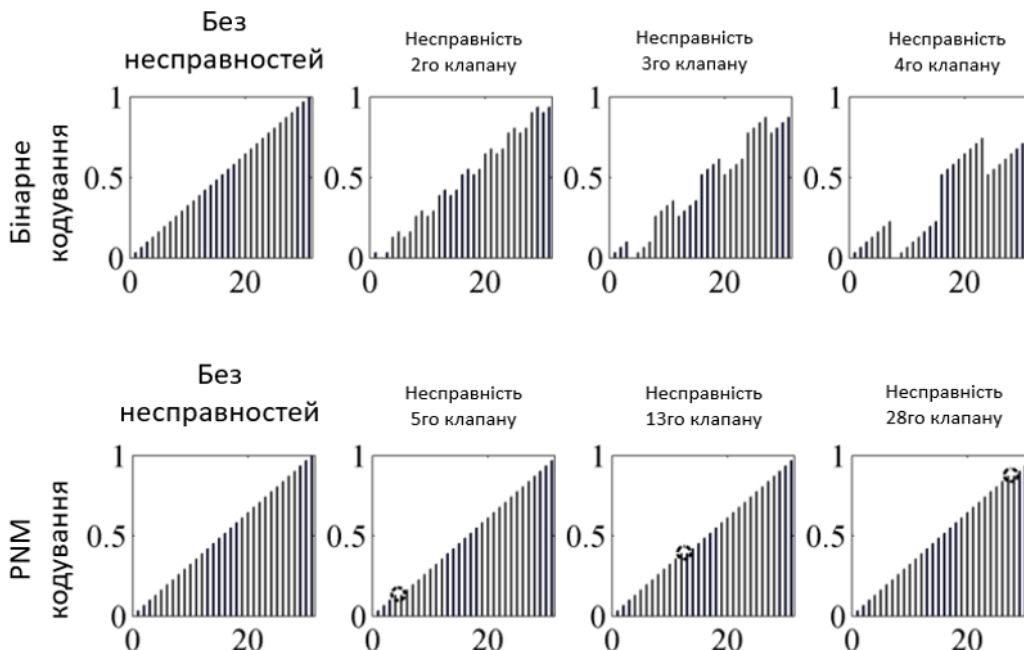 Без
несправностей
Несправність
2го клапану
Несправність
3го клапану
Несправність
4го клапану
Бінарне
кодування
1
0.5
0
0
20
1
0.5
0
0
20
1
0.5
0
0
20
1
0.5
0
0
20
Без
несправностей
Несправність
5го клапану
Несправність
13го клапану
Несправність
28го клапану
PNM
кодування
1
0.5
0
0
20
1
0.5
0
0
20
1
0.5
0
0
20
1
0.5
0
0
20